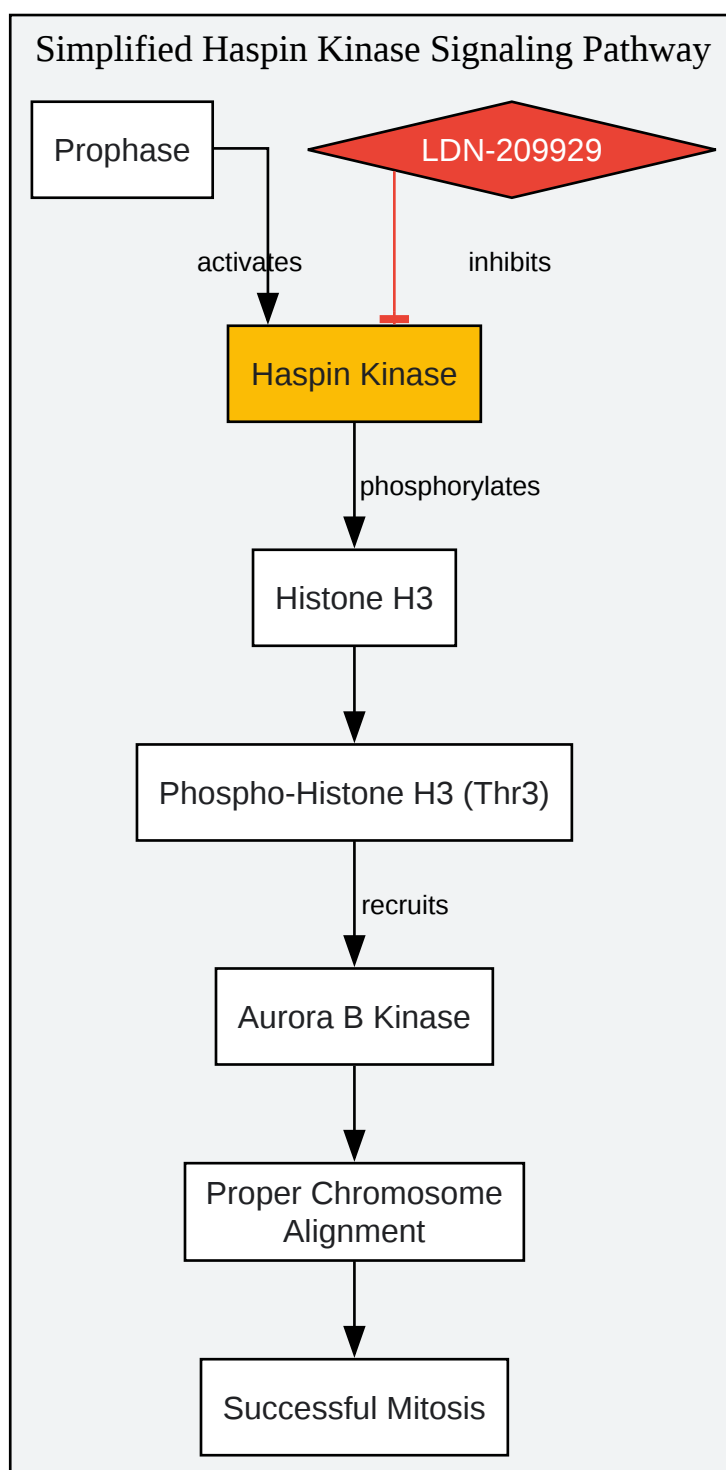 Simplified Haspin Kinase Signaling Pathway
Prophase
LDN-209929
activates
inhibits
Haspin Kinase
phosphorylates
Histone H3
Phospho-Histone H3 (Thr3)
recruits
Aurora B Kinase
Proper Chromosome
Alignment
Successful Mitosis